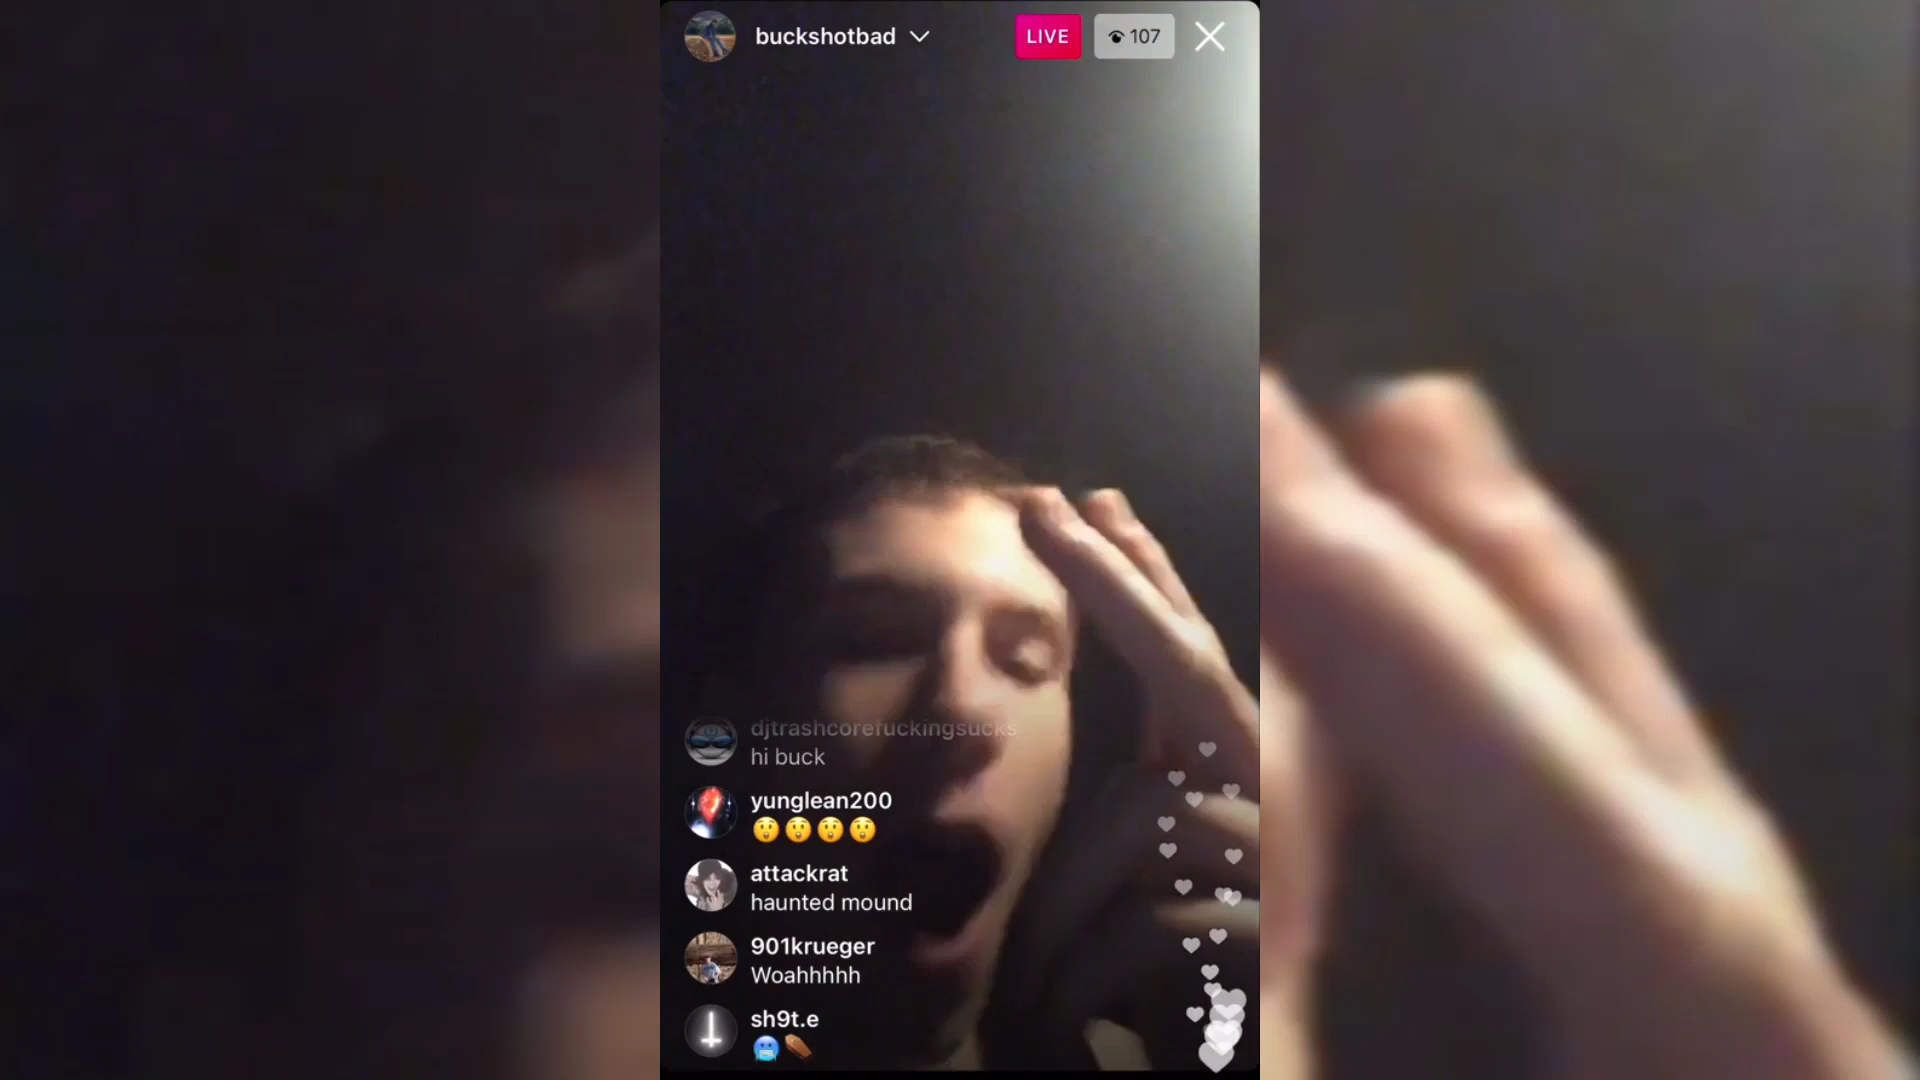 buckshotbad
LIVE
107
djtrashcorefuckingsucks
hi buck
yunglean200
😲😲😲😲
attackrat
haunted mound
901krueger
Woahhhhh
sh9t.e
🥶⚰️